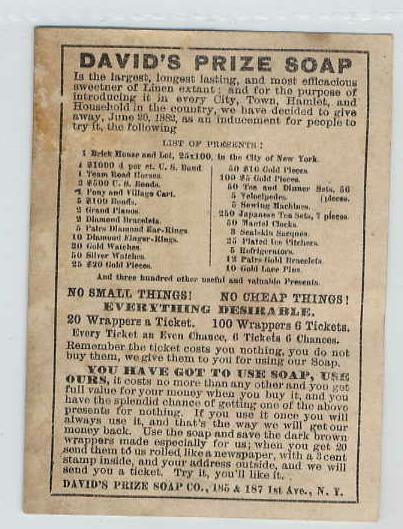 DAVID'S PRIZE SOAP
Is the largest, longest lasting, and most efficacious
sweetner of Linen extant; and for the purpose of
introducing it in every City, Town, Hamlet, and
Household in the country, we have decided to give
away, June 20, 1882, as an inducement for people to
try it, the following
LIST OF PRESENTS:
1 Brick House and Lot, 25x100, in the City of New York.
4 $1000 4 per ct. U. S. Bond
1 Team Road Horses.
2 $500 U. S. Bonds.
1 Pony and Village Cart.
5 $100 Bonds.
2 Grand Pianos.
2 Diamond Bracelets.
5 Pairs Diamond Ear-Rings
10 Diamond Finger-Rings.
20 Gold Watches.
50 Silver Watches.
25 $20 Gold Pieces.
50 $10 Gold Pieces
100 $5 Gold Pieces.
50 Tea and Dinner Sets, 56
5 Velocipedes. (pieces.
5 Sewing Machines.
250 Japanese Tea Sets, 7 pieces.
50 Mantel Clocks.
3 Sealskin Sacques.
25 Plated Ice Pitchers.
5 Refrigerators.
12 Pairs Gold Bracelets
10 Gold Lace Pins.
And three hundred other useful and valuable Presents.
NO SMALL THINGS! NO CHEAP THINGS!
EVERYTHING DESIRABLE.
20 Wrappers a Ticket. 100 Wrappers 6 Tickets.
Every Ticket an Even Chance, 6 Tickets 6 Chances.
Remember the ticket costs you nothing, you do not
buy them, we give them to you for using our Soap.
YOU HAVE GOT TO USE SOAP, USE
OURS, it costs no more than any other and you get
full value for your money when you buy it, and you
have the splendid chance of getting one of the above
presents for nothing. If you use it once you will
always use it, and that's the way we will get our
money back. Use the soap and save the dark brown
wrappers made especially for us; when you get 20
send them to us rolled like a newspaper, with a 3 cent
stamp inside, and your address outside, and we will
send you a ticket. Try it, you'll like it.
DAVID'S PRIZE SOAP CO., 185 & 187 1st Ave., N. Y.